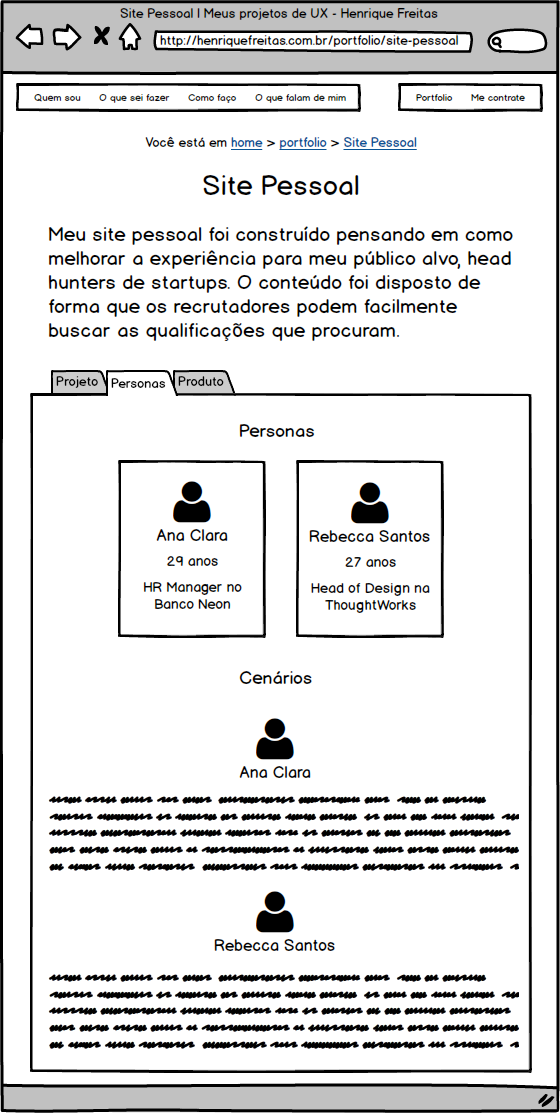 Site Pessoal | Meus projetos de UX - Henrique Freitas
http://henriquefreitas.com.br/portfolio/site-pessoal
Quem sou O que sei fazer Como faço O que falam de mim Portfolio Me contrate
Você está em home > portfolio > Site Pessoal
Site Pessoal
Meu site pessoal foi construído pensando em como
melhorar a experiência para meu público alvo, head
hunters de startups. O conteúdo foi disposto de
forma que os recrutadores podem facilmente
buscar as qualificações que procuram.
Projeto Personas Produto
Personas
Ana Clara
29 anos
HR Manager no
Banco Neon
Rebecca Santos
27 anos
Head of Design na
ThoughtWorks
Cenários
Ana Clara
Rebecca Santos